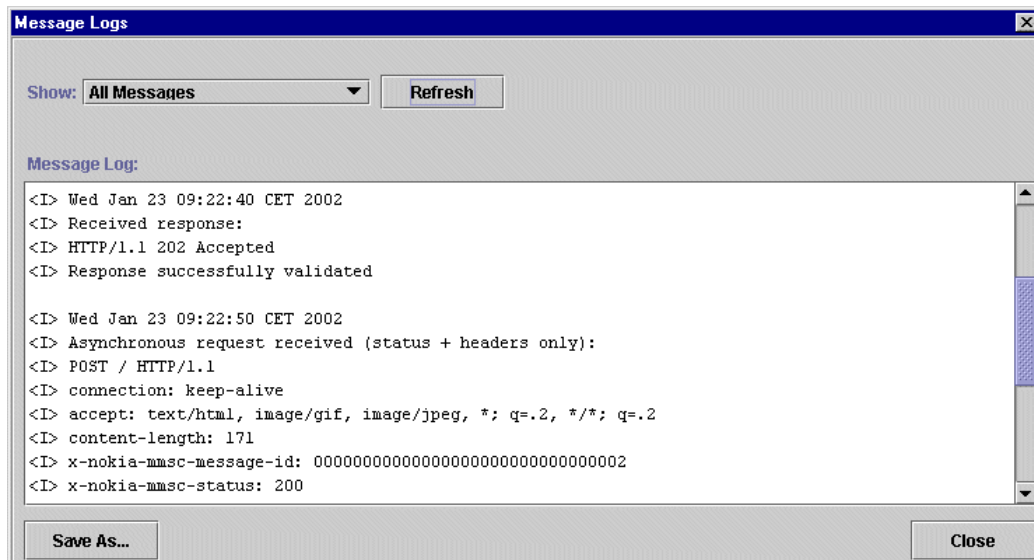 Message Logs
Show: All Messages Refresh
Message Log:
<I> Wed Jan 23 09:22:40 CET 2002
<I> Received response:
<I> HTTP/1.1 202 Accepted
<I> Response successfully validated
<I> Wed Jan 23 09:22:50 CET 2002
<I> Asynchronous request received (status + headers only):
<I> POST / HTTP/1.1
<I> connection: keep-alive
<I> accept: text/html, image/gif, image/jpeg, *; q=.2, */*; q=.2
<I> content-length: 171
<I> x-nokia-mmsc-message-id: 00000000000000000000000000000002
<I> x-nokia-mmsc-status: 200
Save As... Close